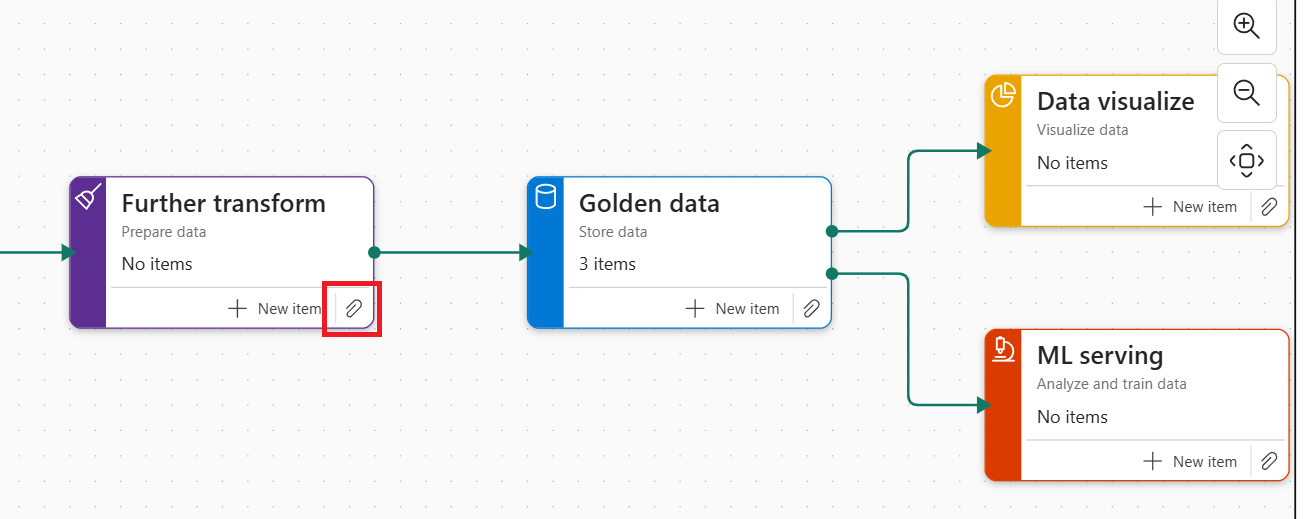 Further transform
Prepare data
No items
New item
Golden data
Store data
3 items
New item
Data visualize
Visualize data
No items
New item
ML serving
Analyze and train data
No items
New item